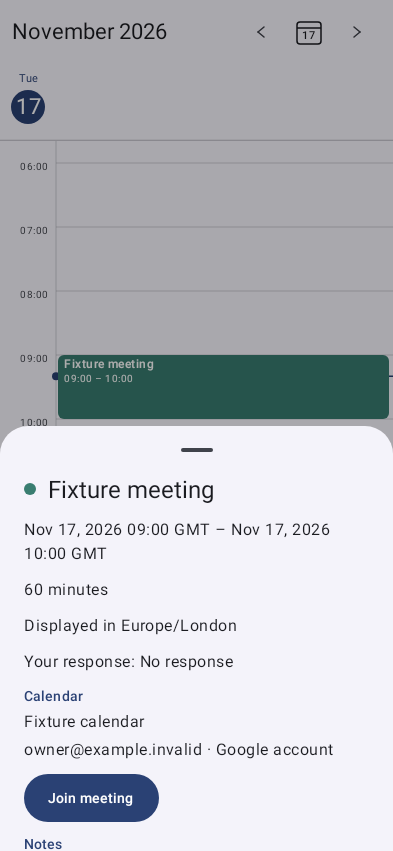 November 2026
17
Tue
17
06:00
07:00
08:00
09:00
Fixture meeting
09:00 – 10:00
10:00
Fixture meeting
Nov 17, 2026 09:00 GMT – Nov 17, 2026
10:00 GMT
60 minutes
Displayed in Europe/London
Your response: No response
Calendar
Fixture calendar
owner@example.invalid · Google account
Join meeting
Notes